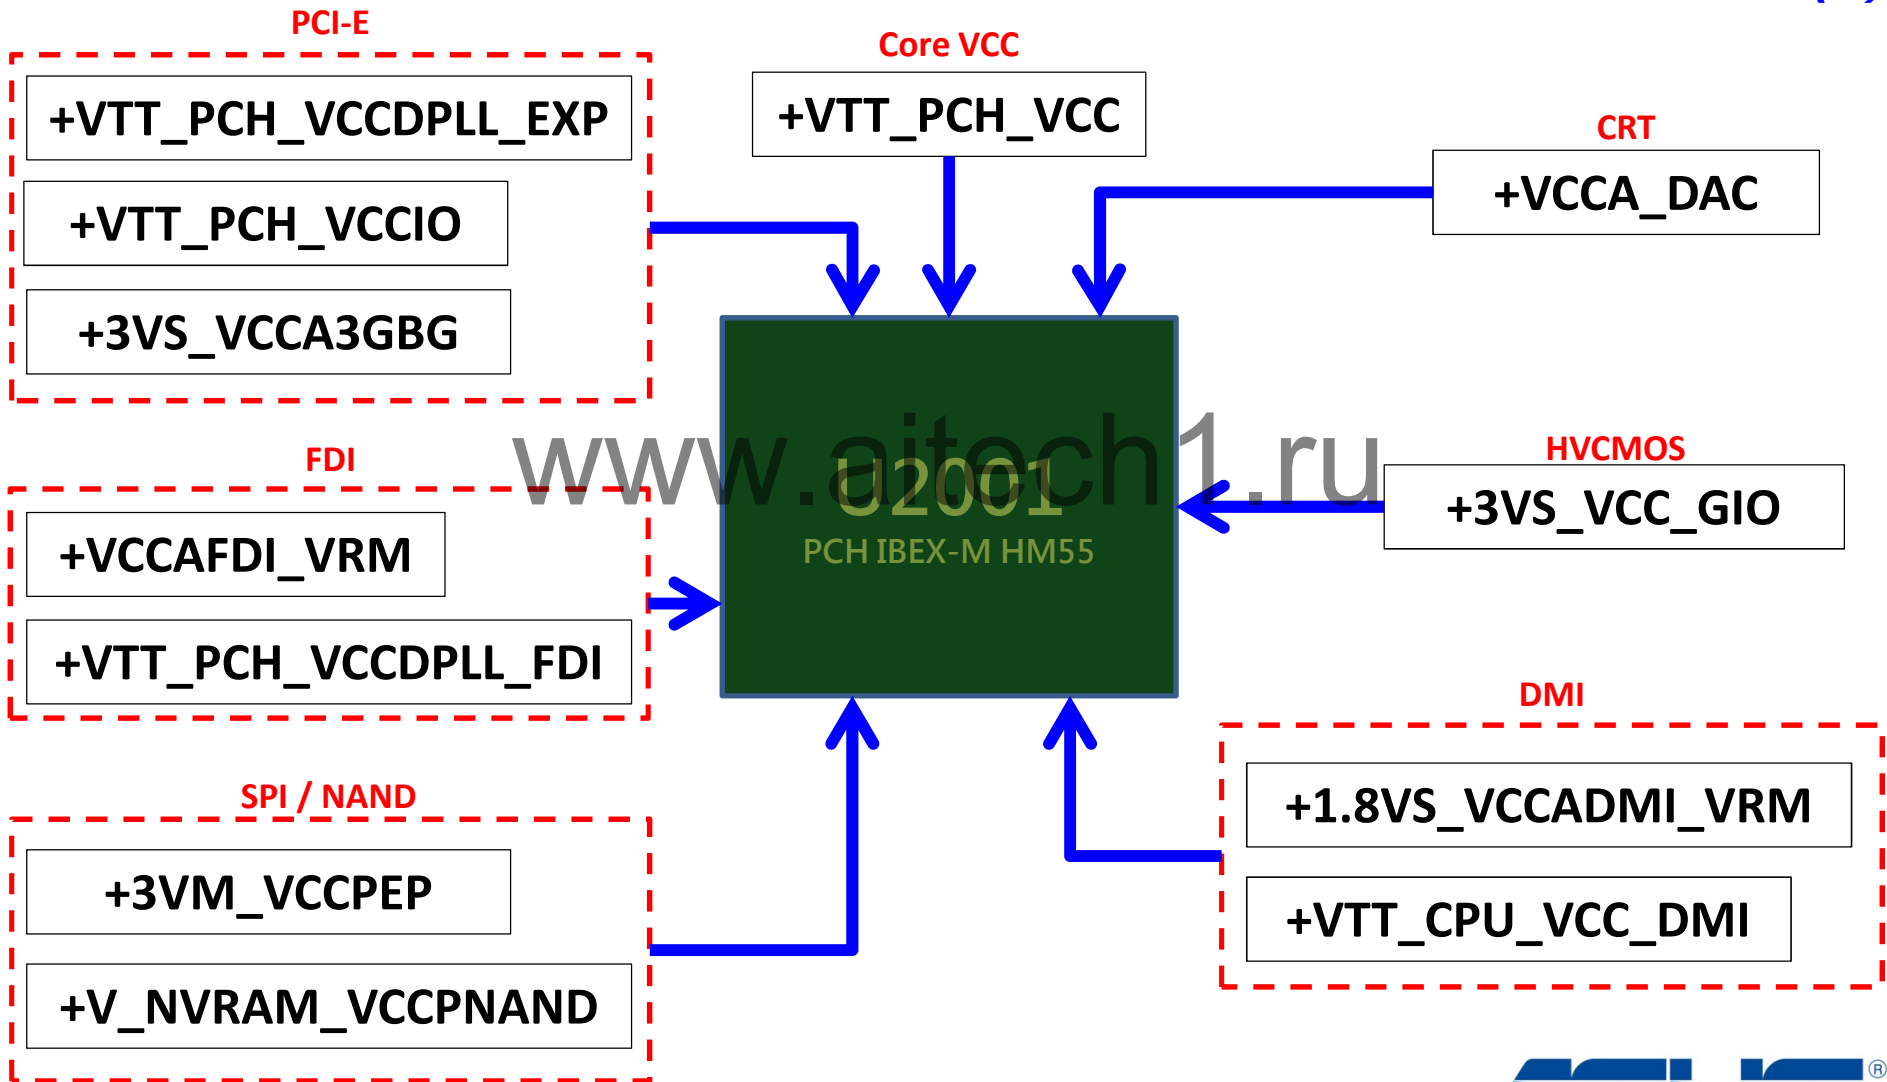 PCI-E
+VTT_PCH_VCCDPLL_EXP
+VTT_PCH_VCCIO
+3VS_VCCA3GBG
Core VCC
+VTT_PCH_VCC
CRT
+VCCA_DAC
FDI
+VCCAFDI_VRM
+VTT_PCH_VCCDPLL_FDI
www.aitech1.ru
U2001
PCH IBEX-M HM55
HVCMOS
+3VS_VCC_GIO
SPI / NAND
+3VM_VCCPEP
+V_NVRAM_VCCPNAND
DMI
+1.8VS_VCCADMI_VRM
+VTT_CPU_VCC_DMI
®